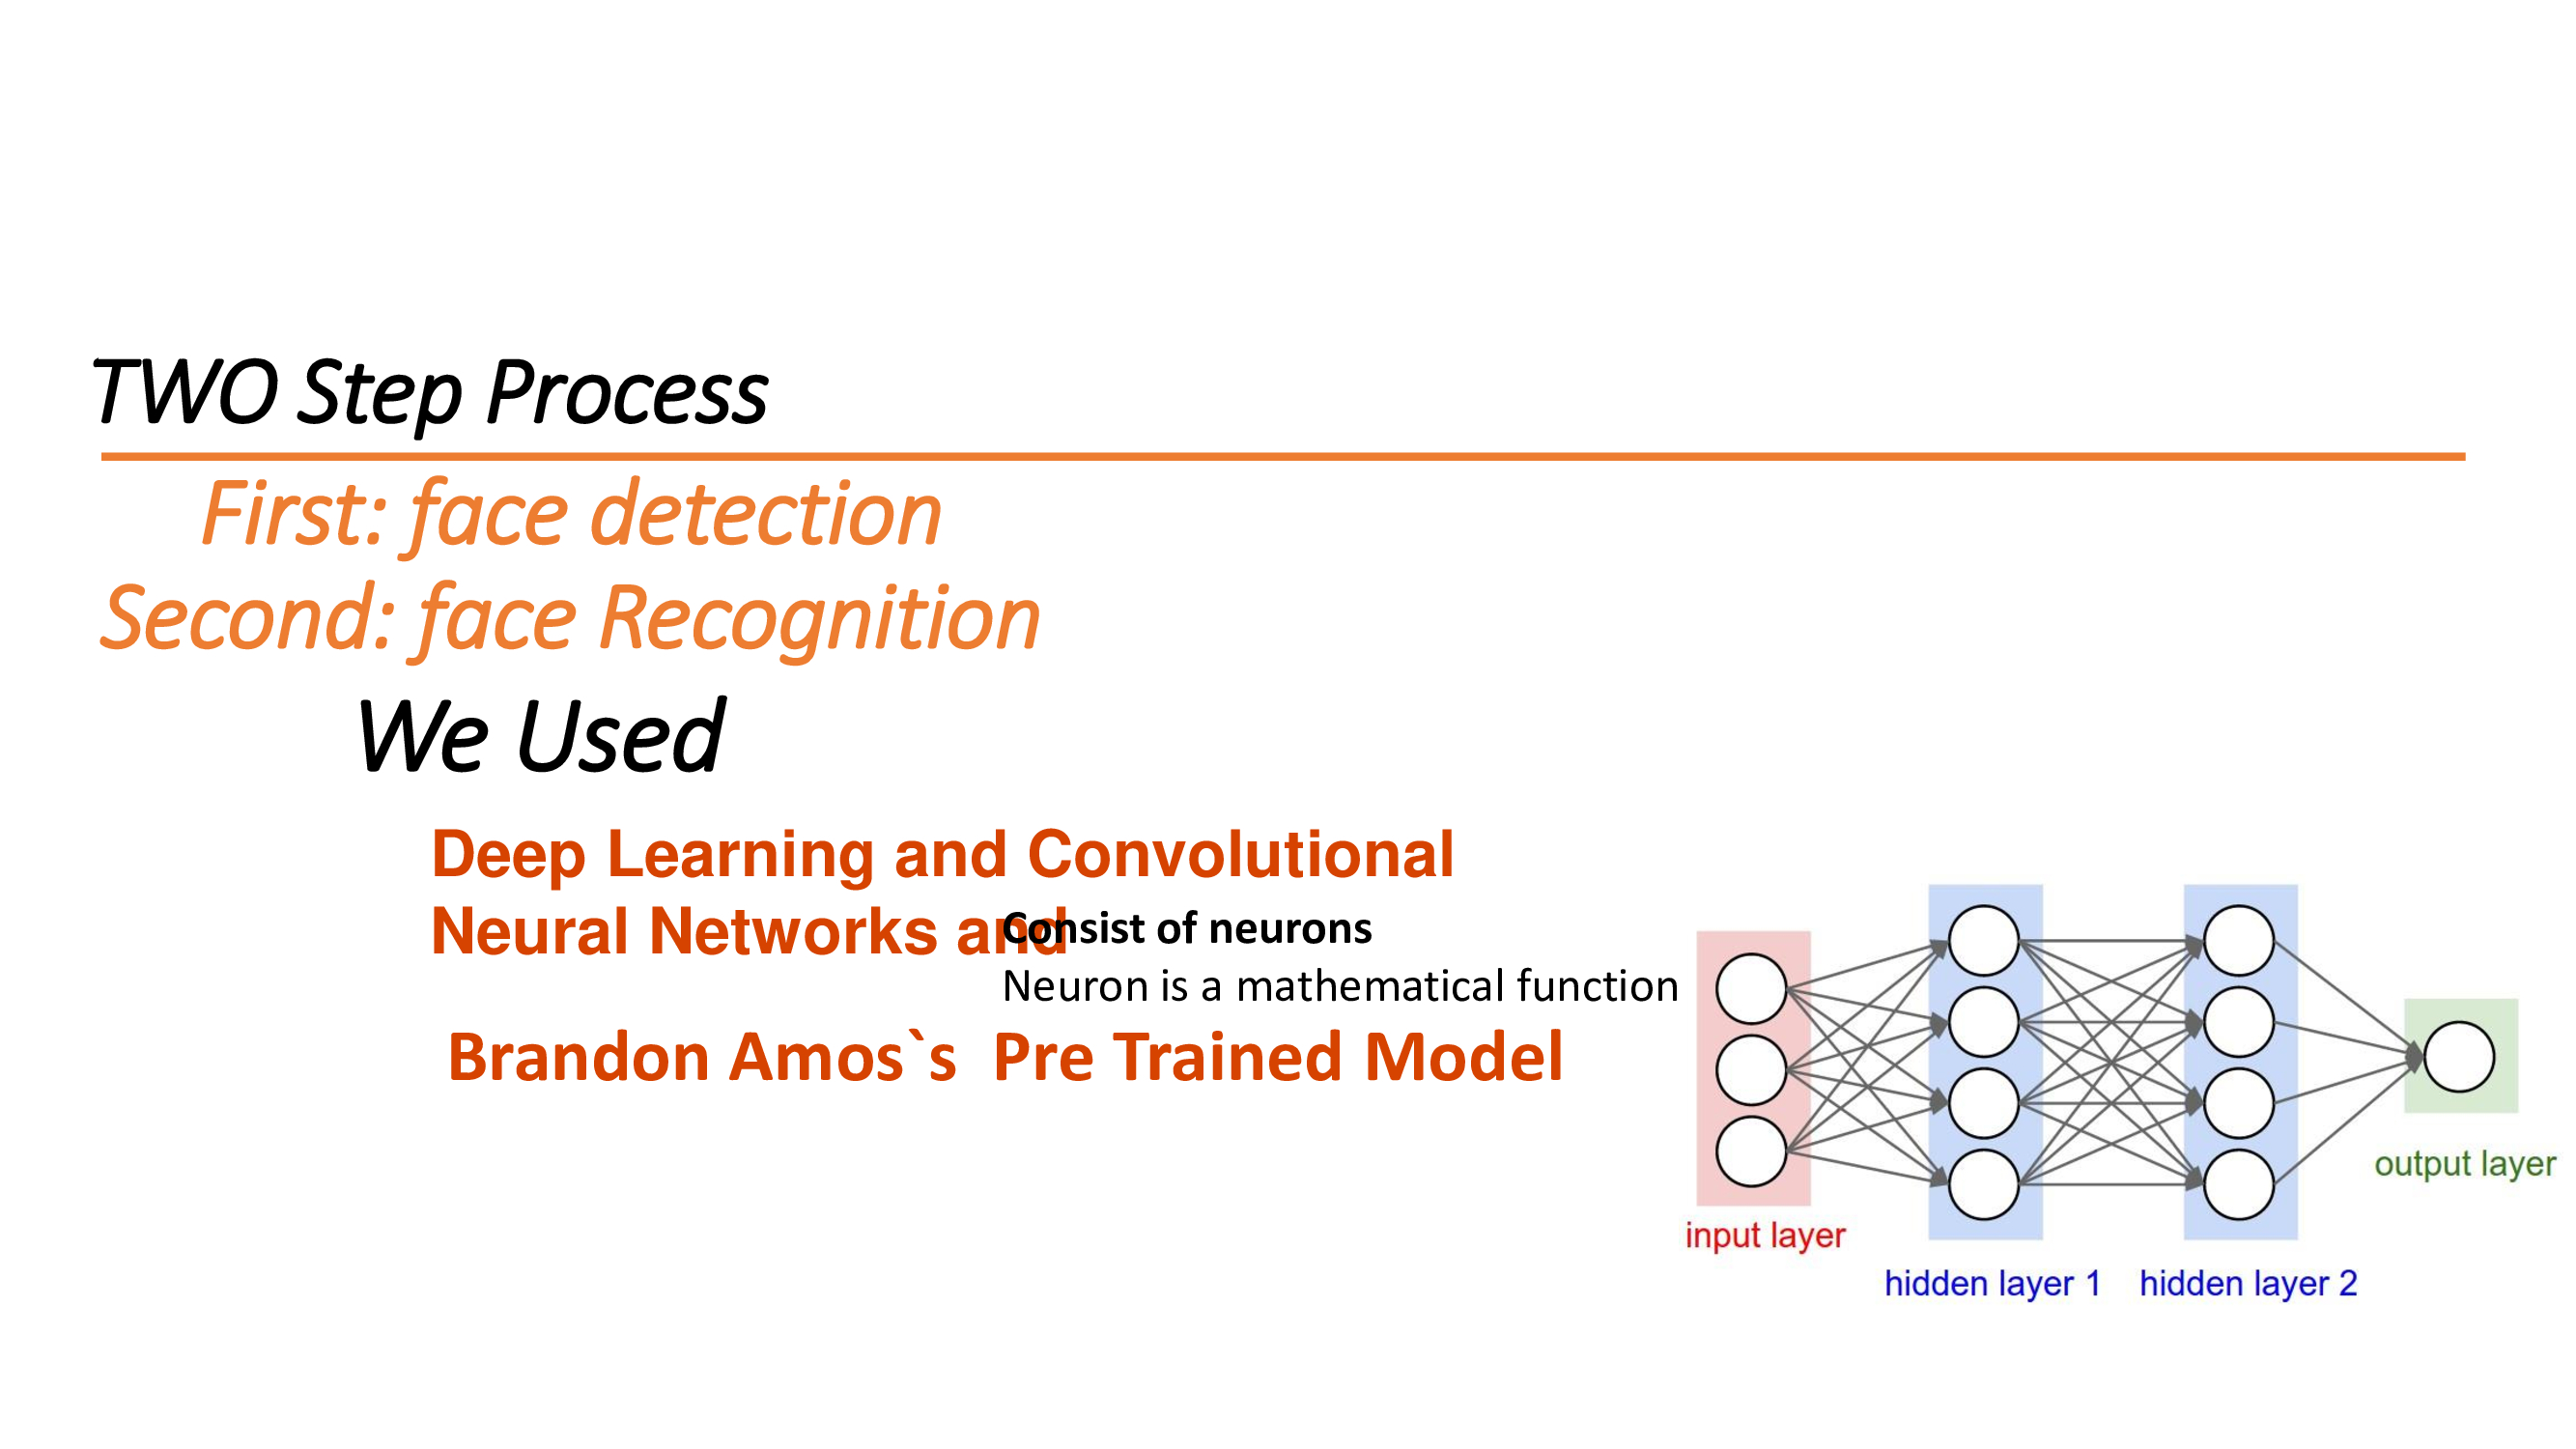 TWO Step Process
First: face detection
Second: face Recognition
We Used
Deep Learning and Convolutional
Neural Networks and
Consist of neurons
Neuron is a mathematical function
Brandon Amos`s  Pre Trained Model
input layer
hidden layer 1
hidden layer 2
output layer